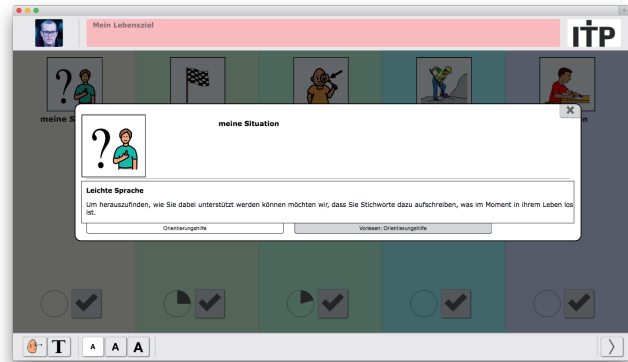 Mein Lebensziel
ITP
meine Situation
Leichte Sprache
Um herauszufinden, wie Sie dabei unterstützt werden können möchten wir, dass Sie Stichworte dazu aufschreiben, was im Moment in ihrem Leben los
ist.
Orientierungshilfe
Vorlesen: Orientierungshilfe
T
A
A
A